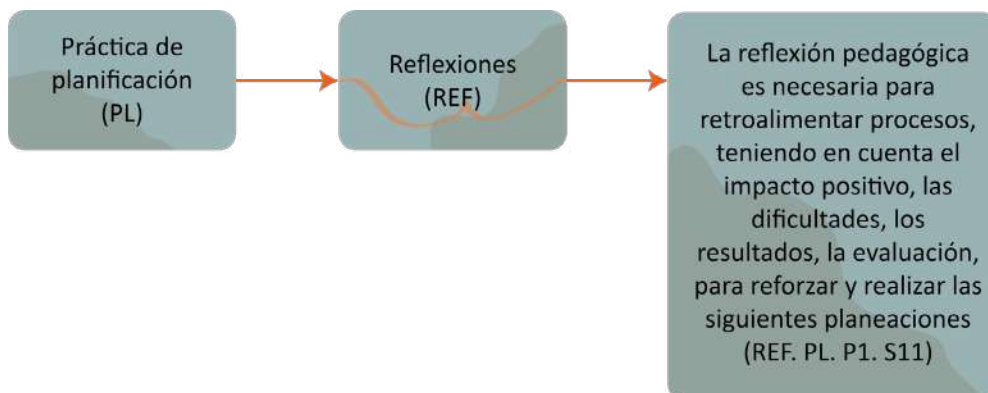 Práctica de
planificación
(PL)
Reflexiones
(REF)
La reflexión pedagógica
es necesaria para
retroalimentar procesos,
teniendo en cuenta el
impacto positivo, las
dificultades, los
resultados, la evaluación,
para reforzar y realizar las
siguientes planeaciones
(REF. PL. P1. S11)